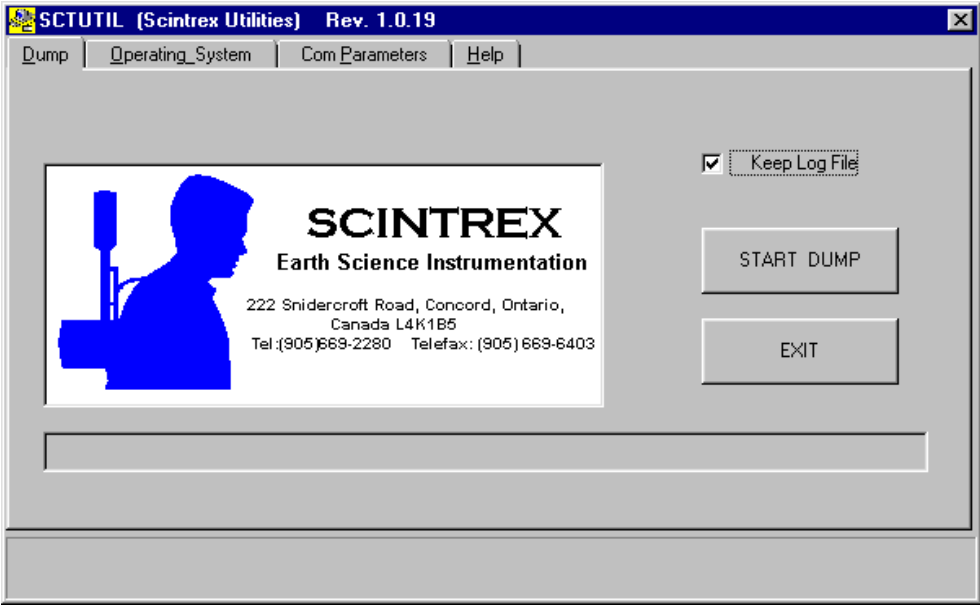 SCTUTIL (Scintrex Utilities) Rev. 1.0.19
Dump Operating_System Com Parameters Help
Keep Log File
SCINTREX
Earth Science Instrumentation
222 Snidercroft Road, Concord, Ontario,
Canada L4K1B5
Tel:(905)669-2280 Telefax: (905) 669-6403
START DUMP
EXIT